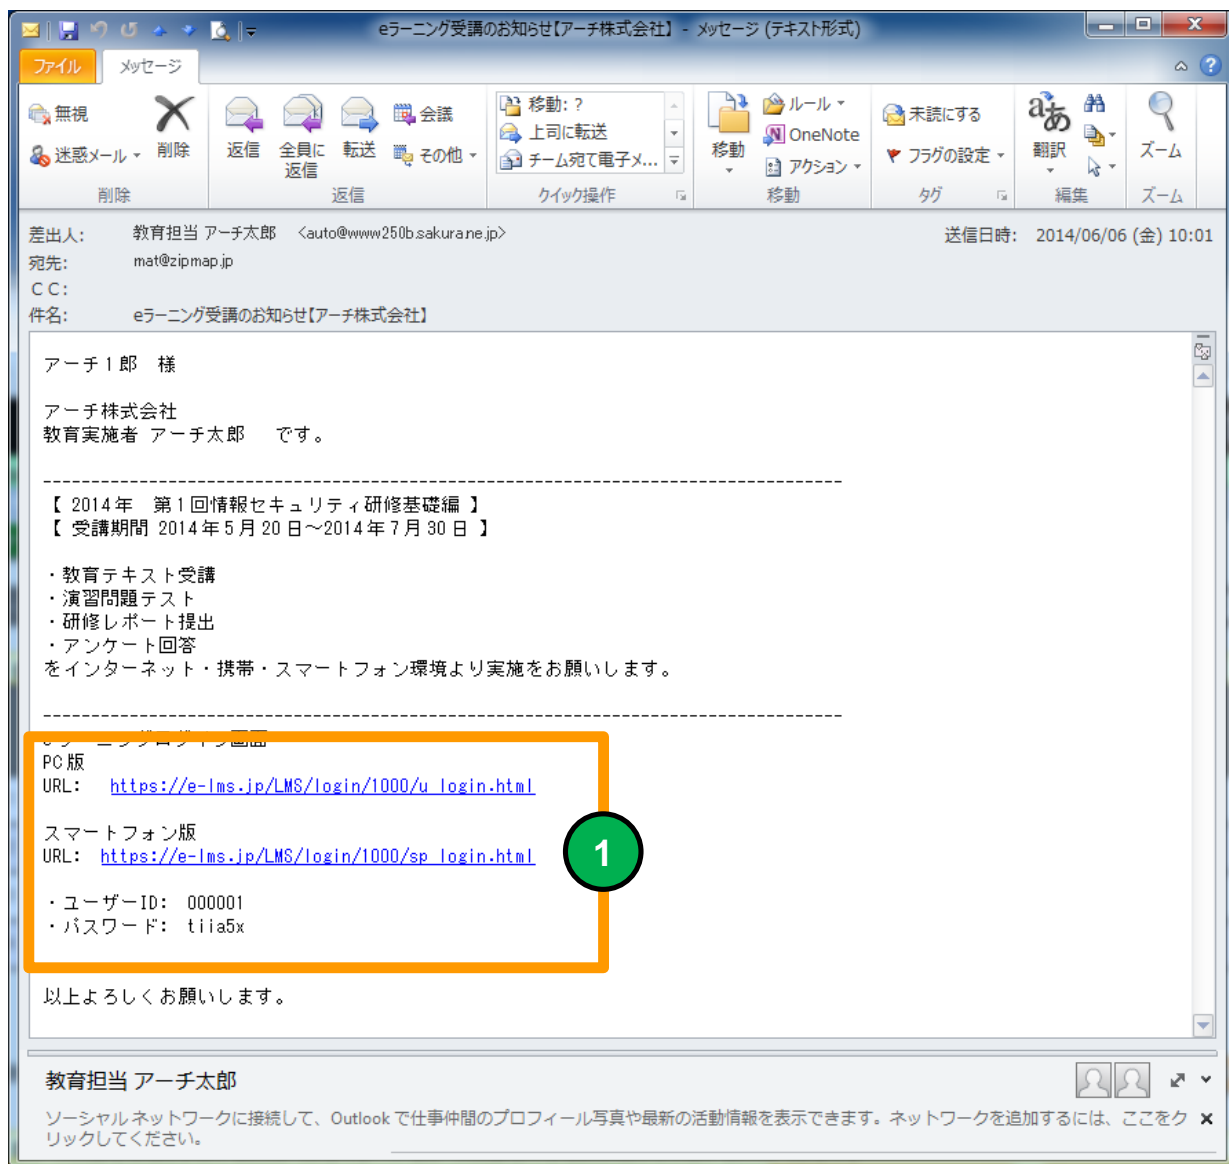 eラーニング受講のお知らせ【アーチ株式会社】 - メッセージ (テキスト形式)
ファイル メッセージ
無視
迷惑メール
削除
返信
全員に
返信
転送
会議
その他
移動: ?
上司に転送
チーム宛て電子メ...
移動
ルール
OneNote
アクション
未読にする
フラグの設定
翻訳
ズーム
削除 返信 クイック操作 移動 タグ 編集 ズーム
差出人: 教育担当 アーチ太郎 <auto@www250b.sakura.ne.jp> 送信日時: 2014/06/06 (金) 10:01
宛先: mat@zipmap.jp
CC:
件名: eラーニング受講のお知らせ【アーチ株式会社】
アーチ1郎 様
アーチ株式会社
教育実施者 アーチ太郎 です。
--------------------------------------------------------------------------------
【 2014年 第1回情報セキュリティ研修基礎編 】
【 受講期間 2014年5月20日~2014年7月30日 】
・教育テキスト受講
・演習問題テスト
・研修レポート提出
・アンケート回答
をインターネット・携帯・スマートフォン環境より実施をお願いします。
--------------------------------------------------------------------------------
PC版
URL: https://e-lms.jp/LMS/login/1000/u_login.html
スマートフォン版
URL: https://e-lms.jp/LMS/login/1000/sp_login.html
1
・ユーザーID: 000001
・パスワード: tiia5x
以上よろしくお願いします。
教育担当 アーチ太郎
ソーシャル ネットワークに接続して、Outlook で仕事仲間のプロフィール写真や最新の活動情報を表示できます。ネットワークを追加するには、ここをク
リックしてください。